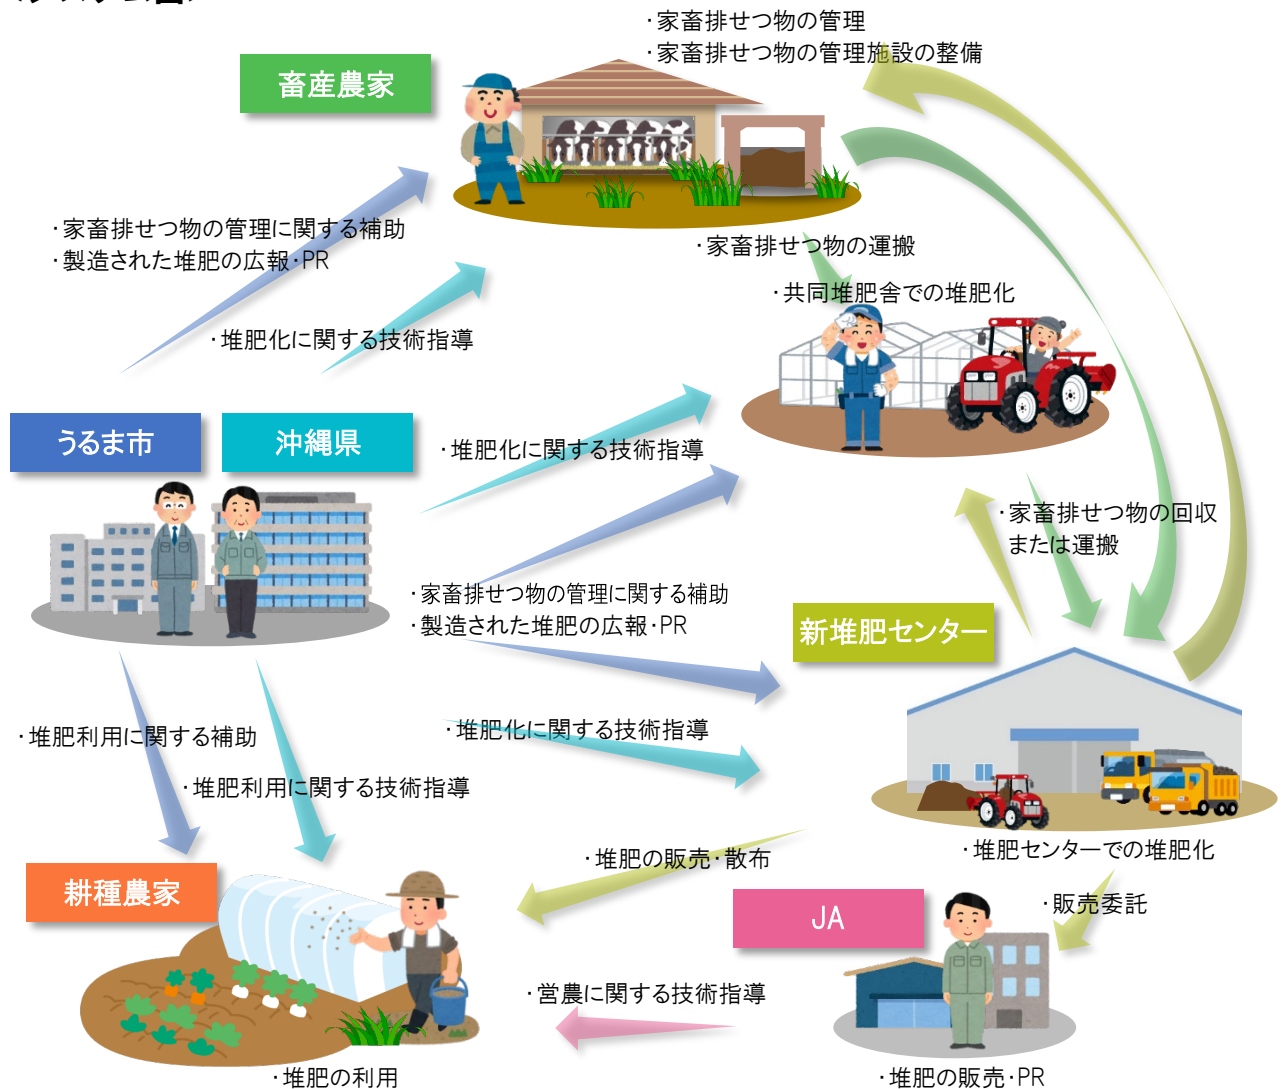 ・家畜排せつ物の管理
・家畜排せつ物の管理施設の整備
畜産農家
・家畜排せつ物の管理に関する補助
・製造された堆肥の広報・PR
・家畜排せつ物の運搬
・共同堆肥舎での堆肥化
・堆肥化に関する技術指導
うるま市
沖縄県
・堆肥化に関する技術指導
・家畜排せつ物の回収
または運搬
・家畜排せつ物の管理に関する補助
・製造された堆肥の広報・PR
新堆肥センター
・堆肥利用に関する補助
・堆肥化に関する技術指導
・堆肥利用に関する技術指導
・堆肥の販売・散布
・堆肥センターでの堆肥化
耕種農家
JA
・販売委託
・営農に関する技術指導
・堆肥の利用
・堆肥の販売・PR